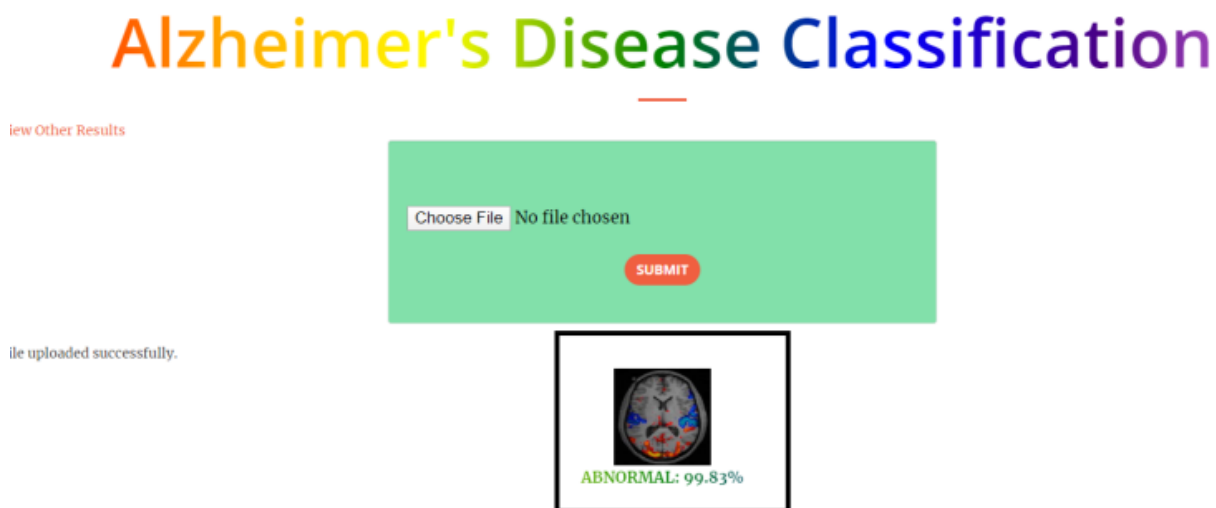 Alzheimer's Disease Classification
iew Other Results
Choose File No file chosen
SUBMIT
ile uploaded successfully.
ABNORMAL: 99.83%